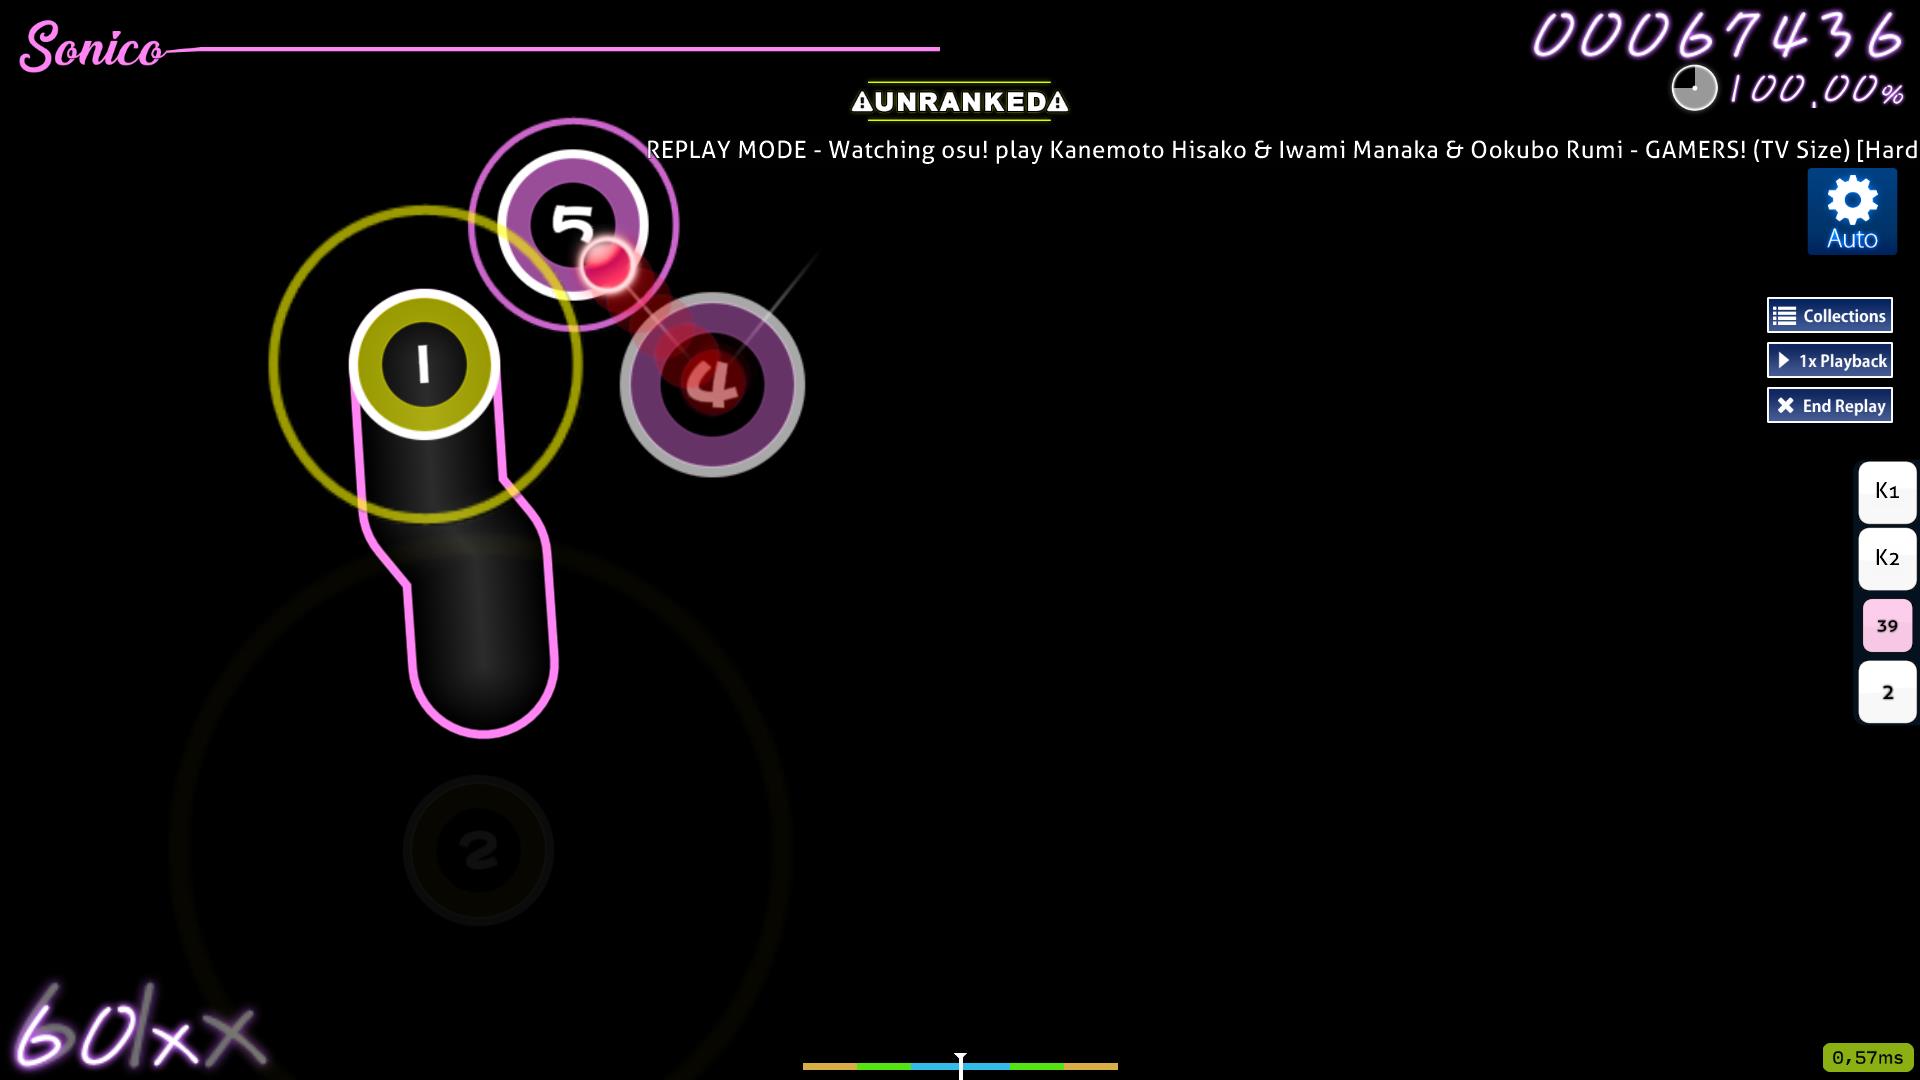 Sonico
00067436
100.00%
UNRANKED
REPLAY MODE - Watching osu! play Kanemoto Hisako & Iwami Manaka & Ookubo Rumi - GAMERS! (TV Size) [Hard
Auto
5
1
4
Collections
1x Playback
End Replay
K1
K2
39
2
2
60x
0,57ms